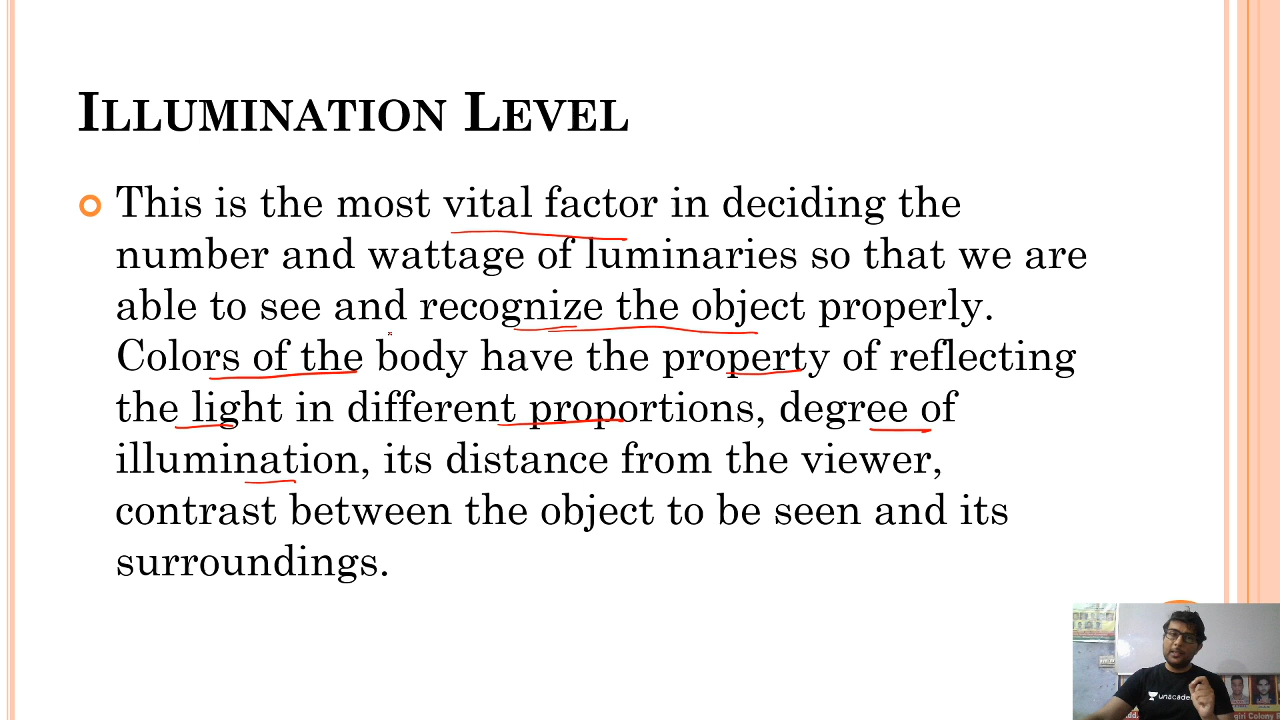 ILLUMINATION LEVEL
This is the most vital factor in deciding the
number and wattage of luminaries so that we are
able to see and recognize the object properly.
Colors of the body have the property of reflecting
the light in different proportions, degree of
illumination, its distance from the viewer,
contrast between the object to be seen and its
surroundings.
unacade
giri Colony